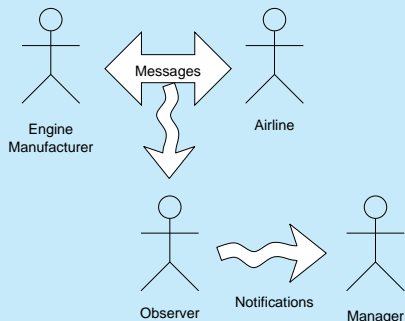 Messages
Engine
Manufacturer
Airline
Observer
Notifications
Manager